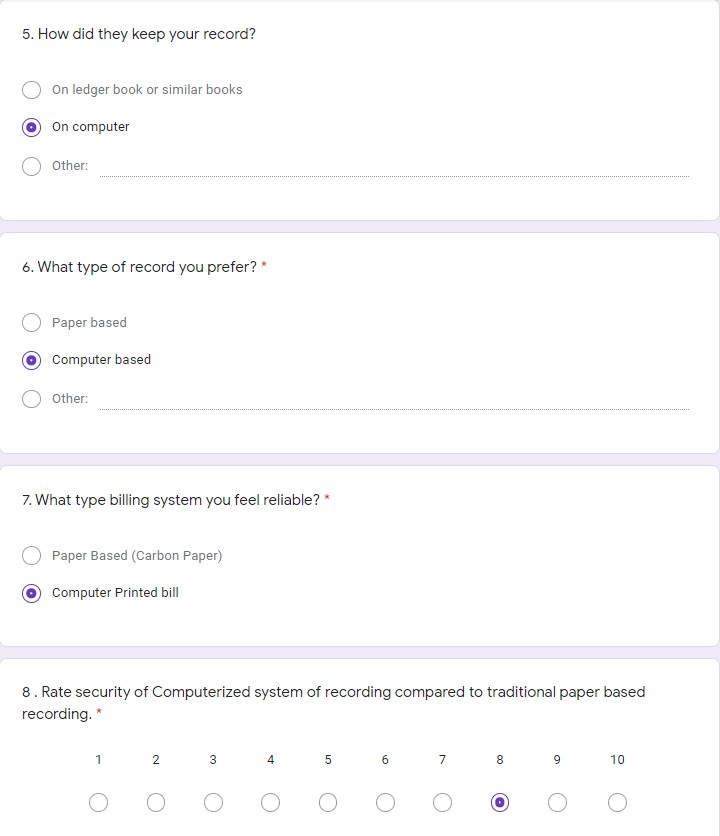 5. How did they keep your record?
On ledger book or similar books
On computer
Other:
6. What type of record you prefer? *
Paper based
Computer based
Other:
7. What type billing system you feel reliable? *
Paper Based (Carbon Paper)
Computer Printed bill
8 . Rate security of Computerized system of recording compared to traditional paper based
recording. *
1 2 3 4 5 6 7 8 9 10